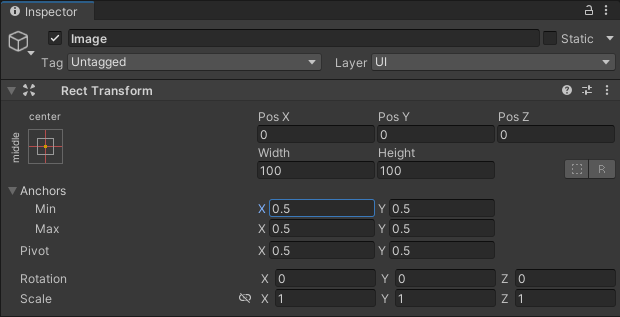 Inspector
Image Static
Tag Untagged Layer UI
Rect Transform
center
middle
Pos X Pos Y Pos Z
0 0 0
Width Height
100 100
R
Anchors
Min X 0.5 Y 0.5
Max X 0.5 Y 0.5
Pivot X 0.5 Y 0.5
Rotation X 0 Y 0 Z 0
Scale X 1 Y 1 Z 1